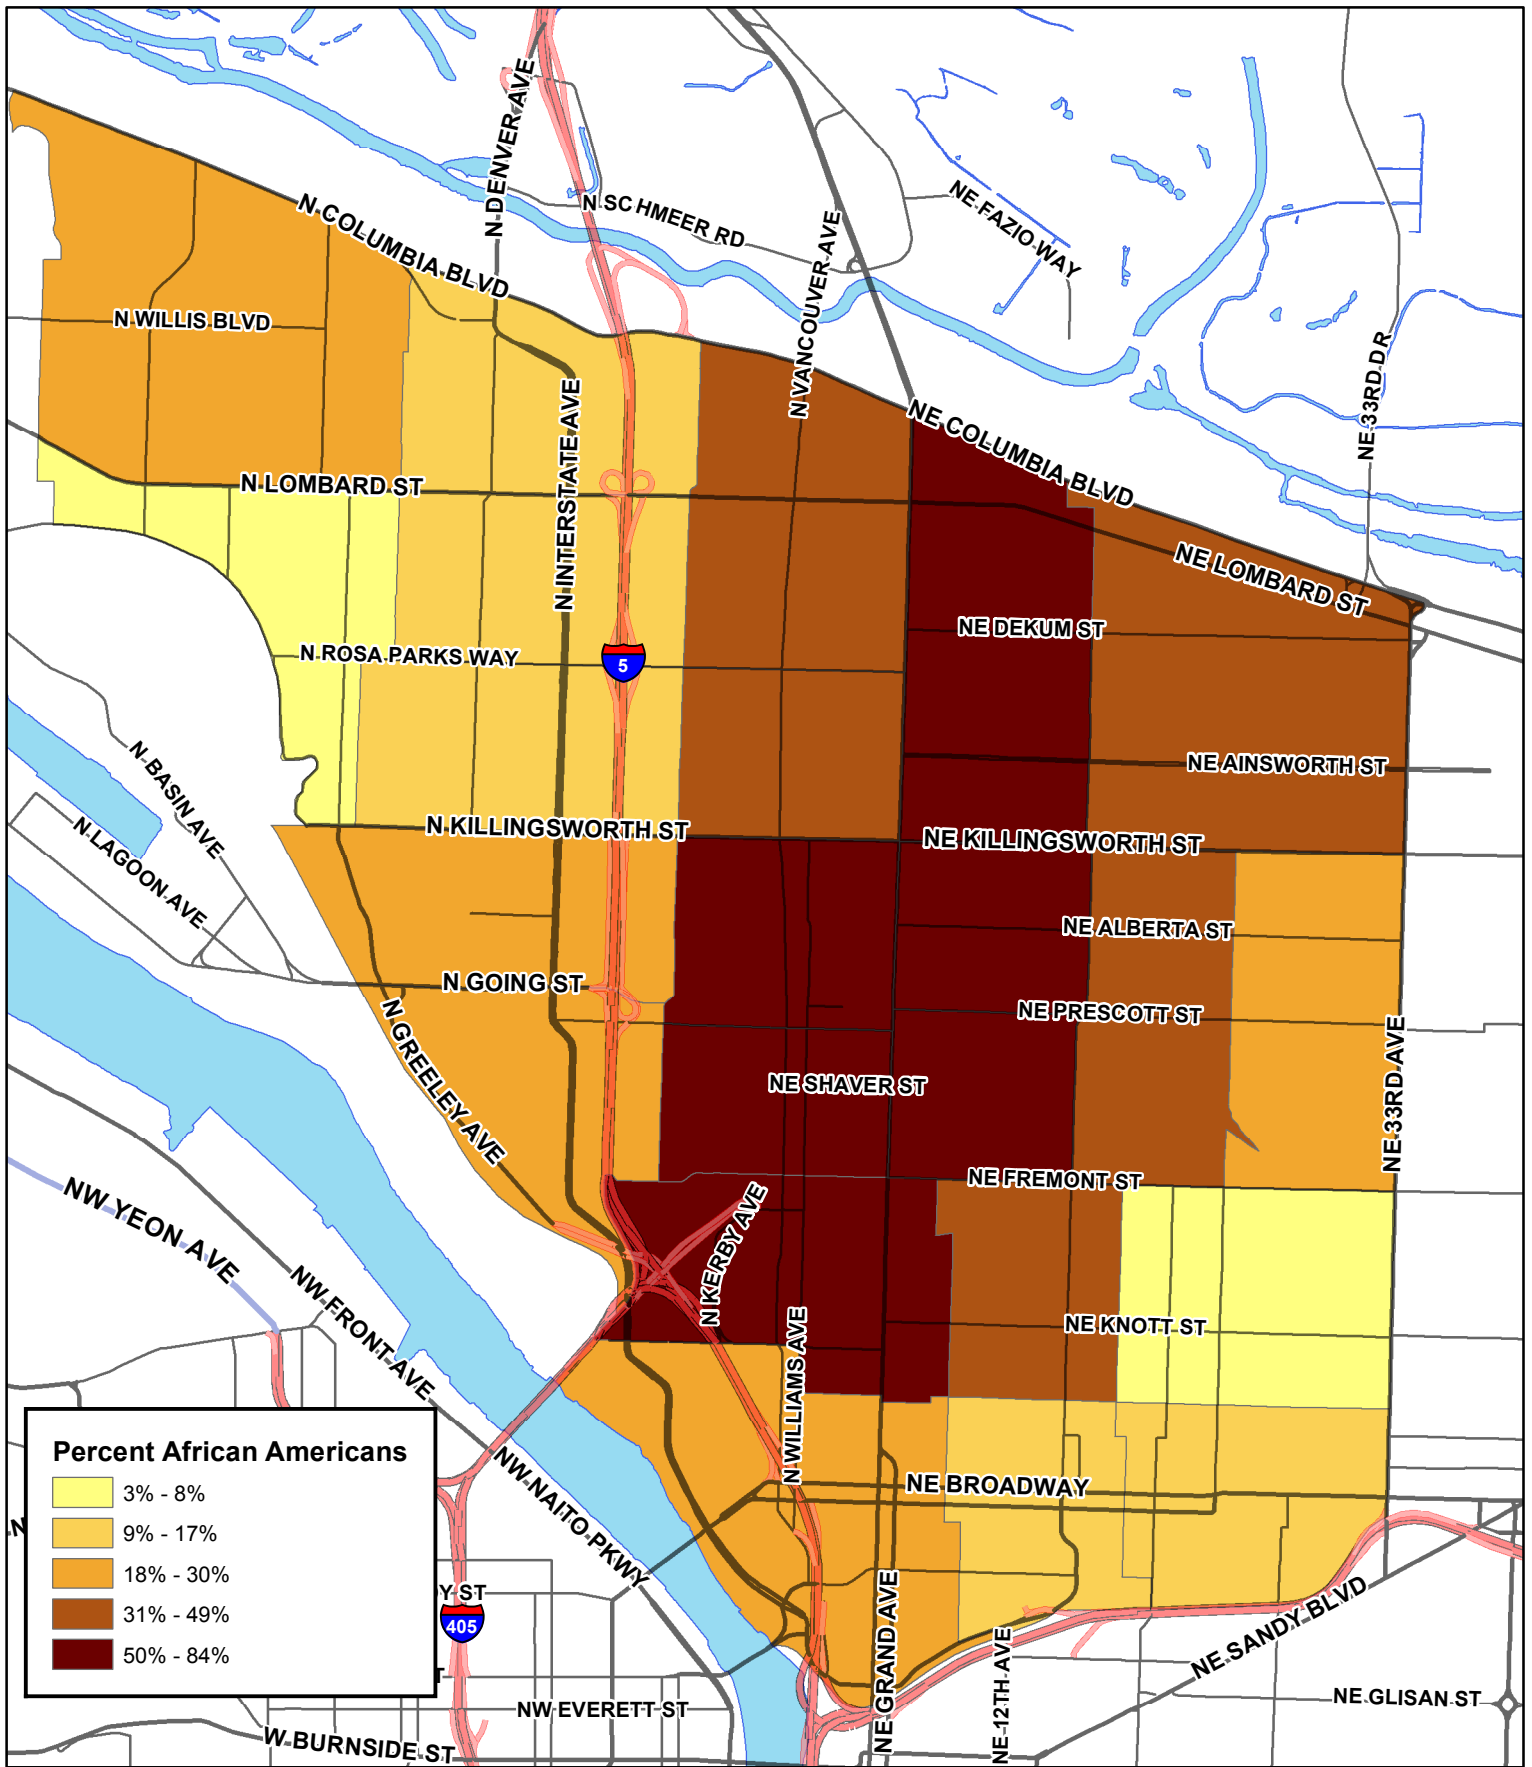 N DENVER AVE
N SCHMEER RD
NE FAZIO WAY
N COLUMBIA BLVD
N VANCOUVER AVE
N WILLIS BLVD
NE 33RD DR
N INTERSTATE AVE
NE COLUMBIA BLVD
N LOMBARD ST
NE LOMBARD ST
NE DEKUM ST
N ROSA PARKS WAY
5
N BASIN AVE
NE AINSWORTH ST
N LAGOON AVE
N KILLINGSWORTH ST
NE KILLINGSWORTH ST
NE ALBERTA ST
N GOING ST
NE PRESCOTT ST
N GREELEY AVE
NE SHAVER ST
NE 33RD AVE
NE FREMONT ST
NW YEON AVE
N KERBY AVE
NW FRONT AVE
NE KNOTT ST
N WILLIAMS AVE
NE BROADWAY
NW NAITO PKWY
Percent African Americans
3% - 8%
9% - 17%
18% - 30%
31% - 49%
50% - 84%
N
Y ST
405
T
NE GRAND AVE
NE 12TH AVE
NE SANDY BLVD
NW EVERETT ST
NE GLISAN ST
W BURNSIDE ST